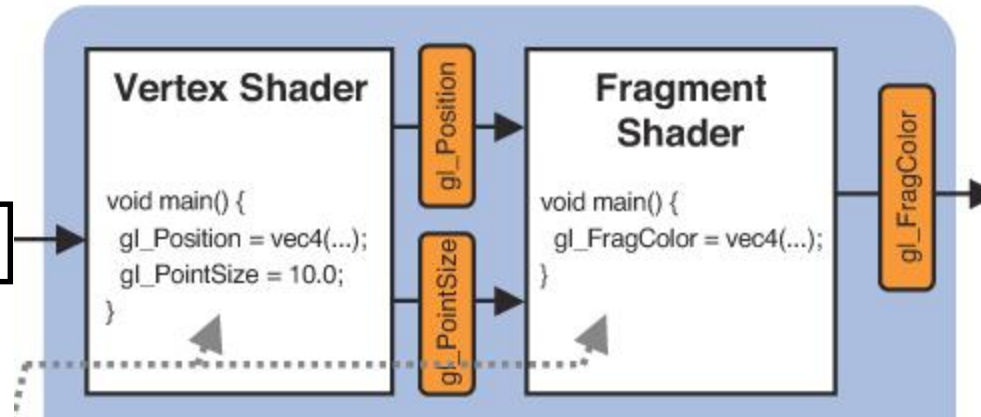 Vertex Shader
void main() {
gl_Position = vec4(...);
gl_PointSize = 10.0;
}
gl_Position
gl_PointSize
Fragment
Shader
void main() {
gl_FragColor = vec4(...);
}
gl_FragColor